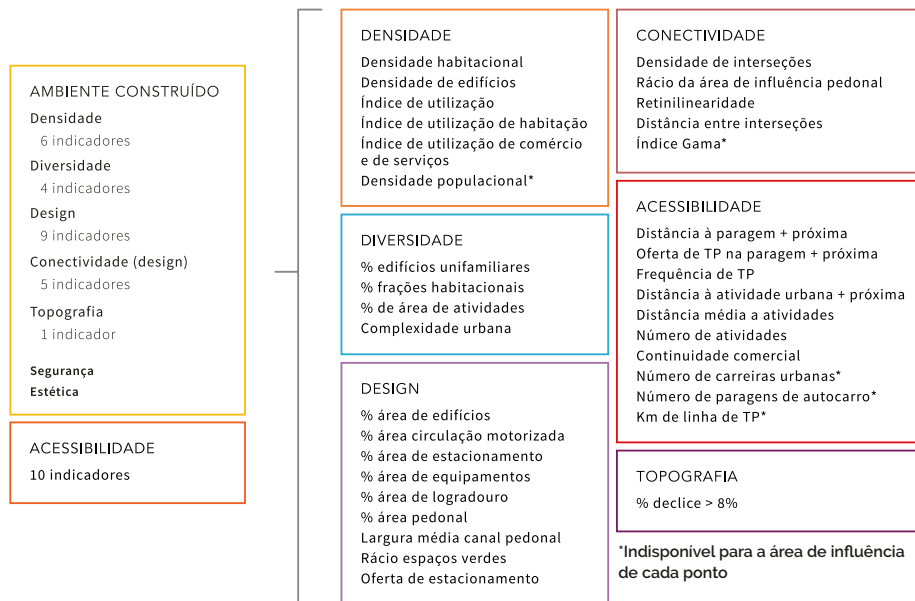 AMBIENTE CONSTRUÍDO
Densidade
6 indicadores
Diversidade
4 indicadores
Design
9 indicadores
Conectividade (design)
5 indicadores
Topografia
1 indicador
Segurança
Estética
ACESSIBILIDADE
10 indicadores
DENSIDADE
Densidade habitacional
Densidade de edifícios
Índice de utilização
Índice de utilização de habitação
Índice de utilização de comércio
e de serviços
Densidade populacional*
DIVERSIDADE
% edifícios unifamiliares
% frações habitacionais
% de área de atividades
Complexidade urbana
DESIGN
% área de edifícios
% área circulação motorizada
% área de estacionamento
% área de equipamentos
% área de logradouro
% área pedonal
Largura média canal pedonal
Rácio espaços verdes
Oferta de estacionamento
CONECTIVIDADE
Densidade de interseções
Rácio da área de influência pedonal
Retinilinearidade
Distância entre interseções
Índice Gama*
ACESSIBILIDADE
Distância à paragem + próxima
Oferta de TP na paragem + próxima
Frequência de TP
Distância à atividade urbana + próxima
Distância média a atividades
Número de atividades
Continuidade comercial
Número de carreiras urbanas*
Número de paragens de autocarro*
Km de linha de TP*
TOPOGRAFIA
% declice > 8%
*Indisponível para a área de influência
de cada ponto